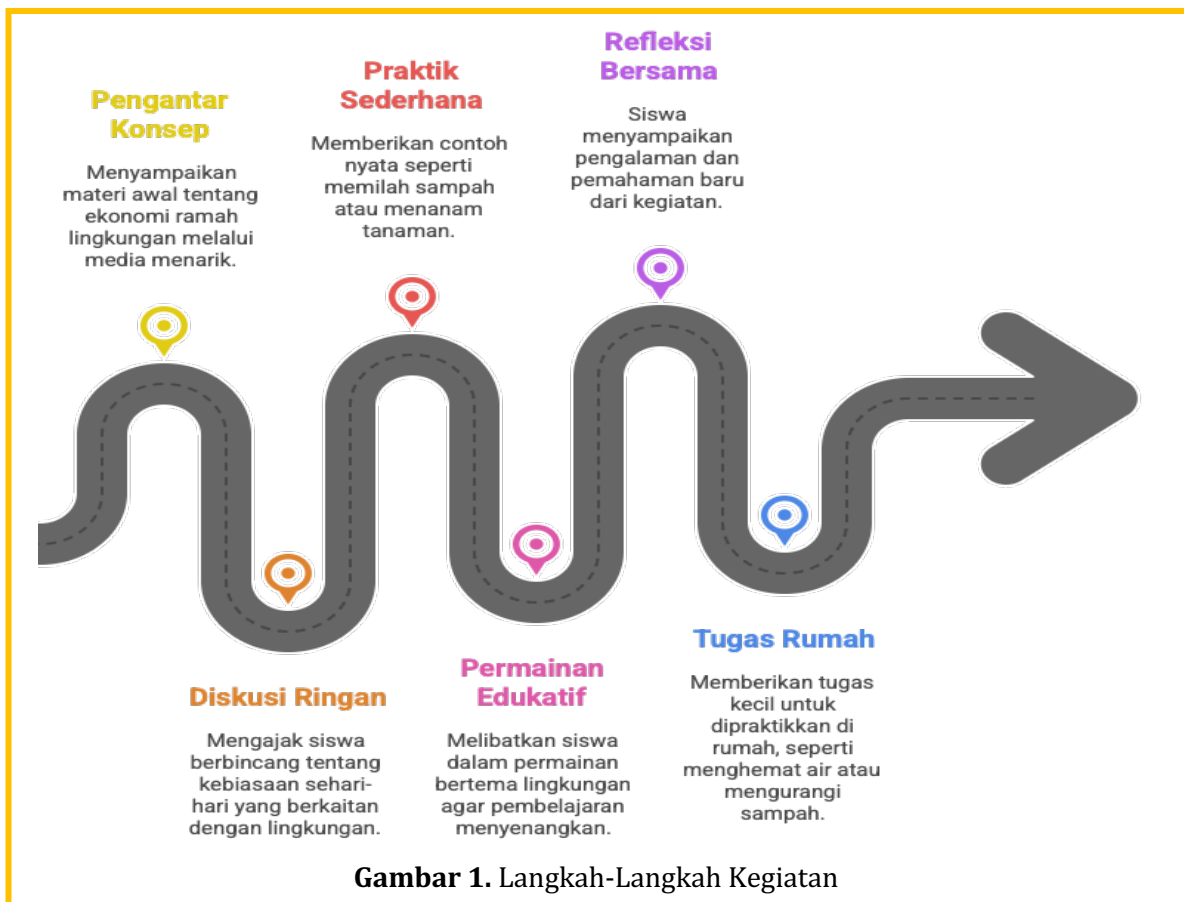 Pengantar
Konsep
Menyampaikan
materi awal tentang
ekonomi ramah
lingkungan melalui
media menarik.
Diskusi Ringan
Mengajak siswa
berbincang tentang
kebiasaan sehari-
hari yang berkaitan
dengan lingkungan.
Praktik
Sederhana
Memberikan contoh
nyata seperti
memilah sampah
atau menanam
tanaman.
Permainan
Edukatif
Melibatkan siswa
dalam permainan
bertema lingkungan
agar pembelajaran
menyenangkan.
Refleksi
Bersama
Siswa
menyampaikan
pengalaman dan
pemahaman baru
dari kegiatan.
Tugas Rumah
Memberikan tugas
kecil untuk
dipraktikkan di
rumah, seperti
menghemat air atau
mengurangi
sampah.
Gambar 1. Langkah-Langkah Kegiatan